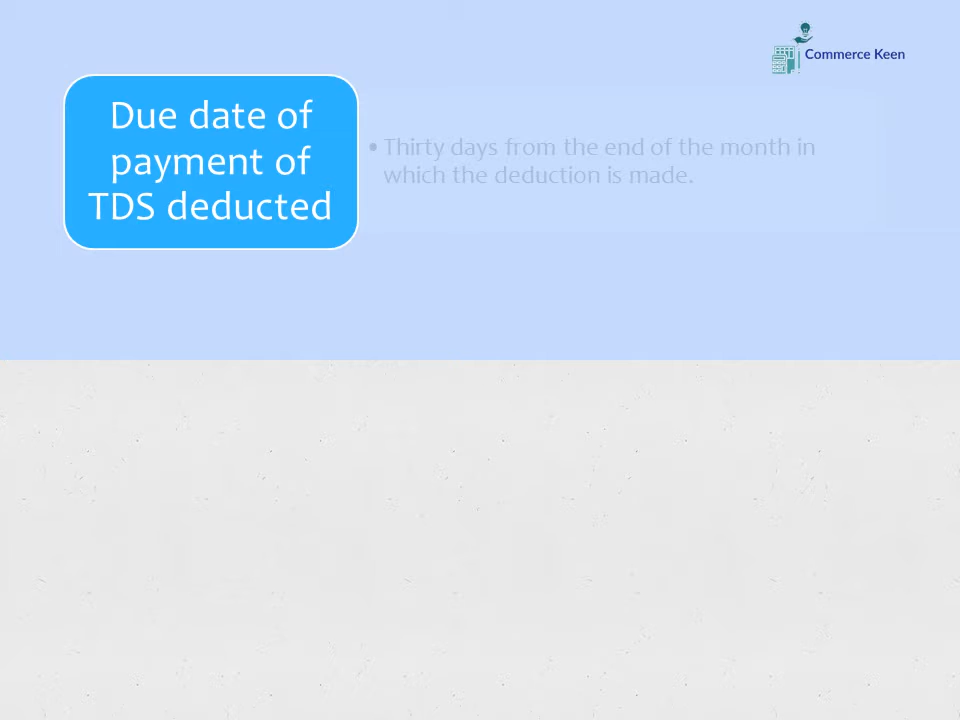 Commerce Keen
Due date of
payment of
TDS deducted
• Thirty days from the end of the month in
which the deduction is made.